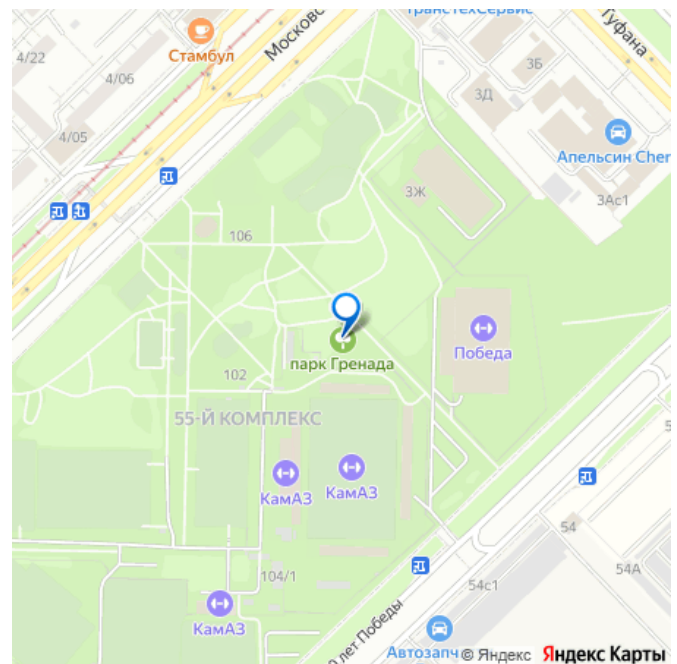 ТрансТехСервис
Туфана
4/22
Стамбул
Московс
3Б
4/06
3Д
4/05
Апельсин Cher
3Ж
3Ас1
106
Победа
парк Гренада
102
55-Й КОМПЛЕКС
КамАЗ
КамАЗ
54
104/1
54А
54с1
КамАЗ
лет Победы
Автозапч
© Яндекс Яндекс Карты